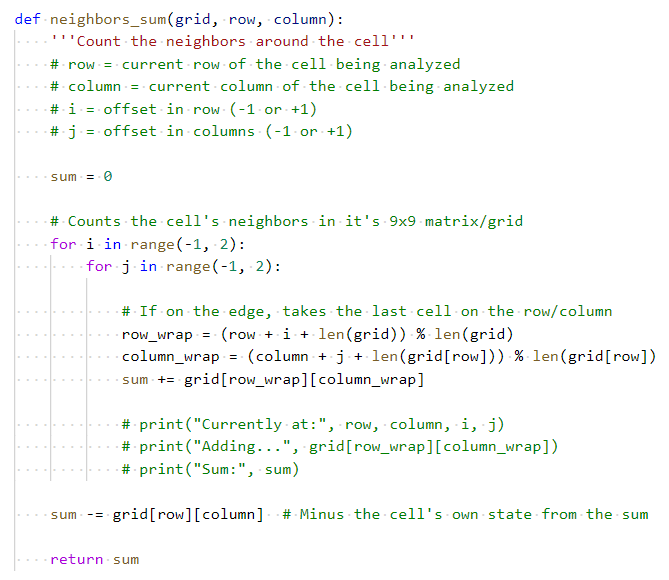 def neighbors_sum(grid, row, column):
    '''Count the neighbors around the cell'''
    # row = current row of the cell being analyzed
    # column = current column of the cell being analyzed
    # i = offset in row (-1 or +1)
    # j = offset in columns (-1 or +1)

    sum = 0

    # Counts the cell's neighbors in it's 9x9 matrix/grid
    for i in range(-1, 2):
        for j in range(-1, 2):

            # If on the edge, takes the last cell on the row/column
            row_wrap = (row + i + len(grid)) % len(grid)
            column_wrap = (column + j + len(grid[row])) % len(grid[row])
            sum += grid[row_wrap][column_wrap]

            # print("Currently at:", row, column, i, j)
            # print("Adding...", grid[row_wrap][column_wrap])
            # print("Sum:", sum)

    sum -= grid[row][column]  # Minus the cell's own state from the sum

    return sum